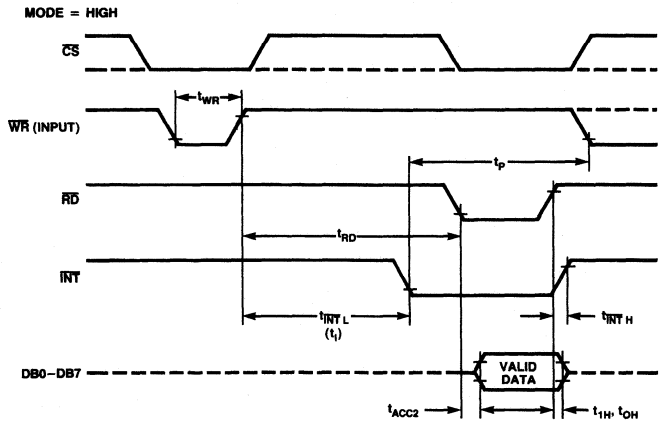 MODE = HIGH
CS
tWR
WR (INPUT)
tP
RD
tRD
INT
tINT L
(tI)
tINT H
DB0–DB7
VALID
DATA
tACC2
t1H, tOH